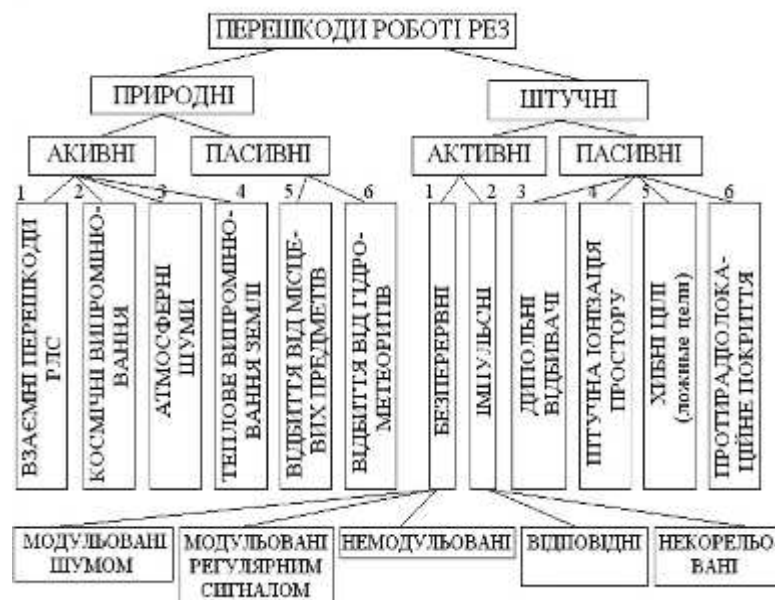 ПЕРЕШКОДИ РОБОТІ РЕЗ
ПРИРОДНІ
ШТУЧНІ
АКИВНІ
ПАСИВНІ
АКТИВНІ
ПАСИВНІ
1
2
3
4
5
6
1
2
3
4
5
6
ВЗАЄМНІ ПЕРЕШКОДИ
РЛС
КОСМІЧНІ ВИПРОМІНЮ-
ВАННЯ
АТМОСФЕРНІ
ШУМИ
ТЕПЛОВЕ ВИПРОМІНЮ-
ВАННЯ ЗЕМЛІ
ВІДБИТТЯ ВІД МІСЦЕ-
ВИХ ПРЕДМЕТІВ
ВІДБИТТЯ ВІД ГІДРО-
МЕТЕОРИТІВ
БЕЗПЕРЕРВНІ
ІМПУЛЬСНІ
ДИПОЛЬНІ
ВІДБИВАЧІ
ШТУЧНА ІОНІЗАЦІЯ
ПРОСТОРУ
ХИБНІ ЦІЛІ
(ложные цели)
ПРОТИРАДІОЛОКА-
ЦІЙНЕ ПОКРИТТЯ
МОДУЛЬОВАНІ
ШУМОМ
МОДУЛЬОВАНІ
РЕГУЛЯРНИМ
СИГНАЛОМ
НЕМОДУЛЬОВАНІ
ВІДПОВІДНІ
НЕКОРЕЛЬО
ВАНІ